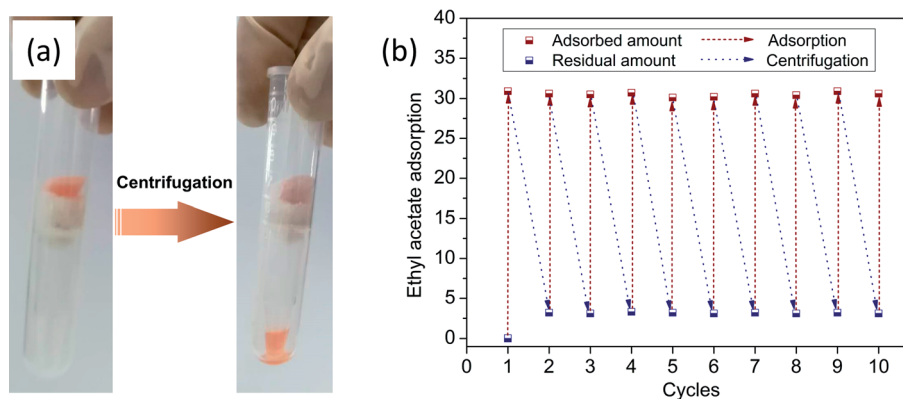 (a)
Centrifugation
(b)
Adsorbed amount
Adsorption
Residual amount
Centrifugation
Ethyl acetate adsorption
40
35
30
25
20
15
10
5
0
0 1 2 3 4 5 6 7 8 9 10
Cycles